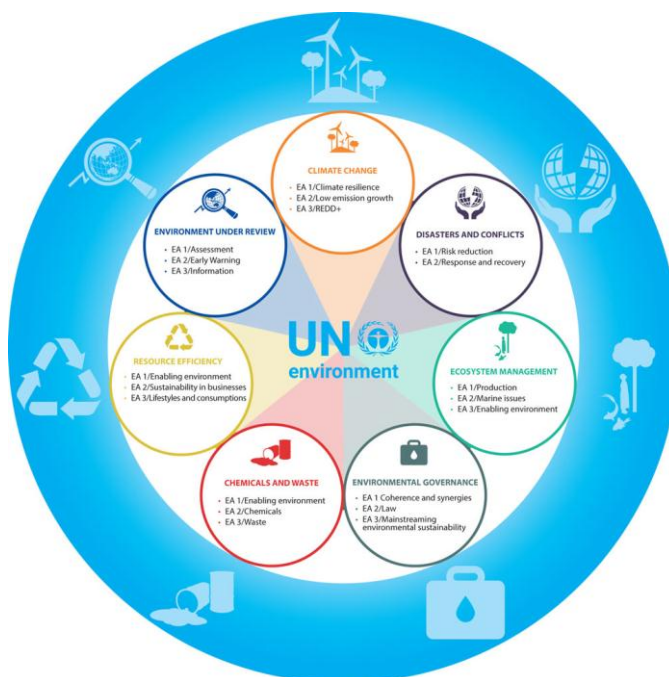 CLIMATE CHANGE
• EA 1/Climate resilience
• EA 2/Low emission growth
• EA 3/REDD+
DISASTERS AND CONFLICTS
• EA 1/Risk reduction
• EA 2/Response and recovery
ECOSYSTEM MANAGEMENT
• EA 1/Production
• EA 2/Marine issues
• EA 3/Enabling environment
ENVIRONMENTAL GOVERNANCE
• EA 1 Coherence and synergies
• EA 2/Law
• EA 3/Mainstreaming
environmental sustainability
CHEMICALS AND WASTE
• EA 1/Enabling environment
• EA 2/Chemicals
• EA 3/Waste
RESOURCE EFFICIENCY
• EA 1/Enabling environment
• EA 2/Sustainability in businesses
• EA 3/Lifestyles and consumptions
ENVIRONMENT UNDER REVIEW
• EA 1/Assessment
• EA 2/Early Warning
• EA 3/Information
UN
environment